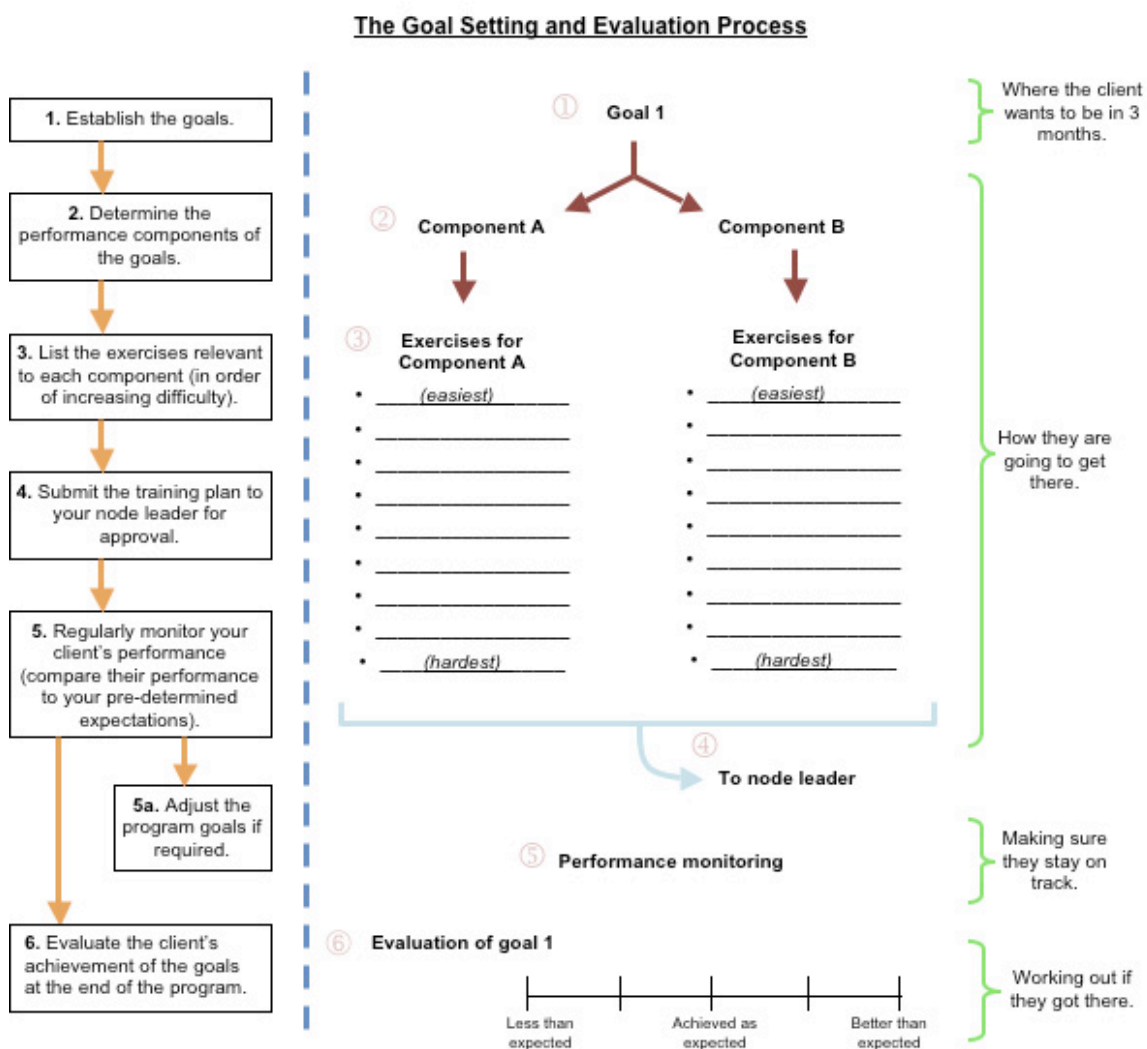 The Goal Setting and Evaluation Process
1. Establish the goals.
2. Determine the
performance components of
the goals.
3. List the exercises relevant
to each component (in order
of increasing difficulty).
4. Submit the training plan to
your node leader for
approval.
5. Regularly monitor your
client's performance
(compare their performance
to your pre-determined
expectations).
5a. Adjust the
program goals if
required.
6. Evaluate the client's
achievement of the goals
at the end of the program.
① Goal 1
② Component A
Component B
③ Exercises for
Component A
• (easiest)
•
•
•
•
•
•
•
• (hardest)
Exercises for
Component B
• (easiest)
•
•
•
•
•
•
•
• (hardest)
④
To node leader
⑤ Performance monitoring
⑥ Evaluation of goal 1
Less than
expected
Achieved as
expected
Better than
expected
Where the client
wants to be in 3
months.
How they are
going to get
there.
Making sure
they stay on
track.
Working out if
they got there.